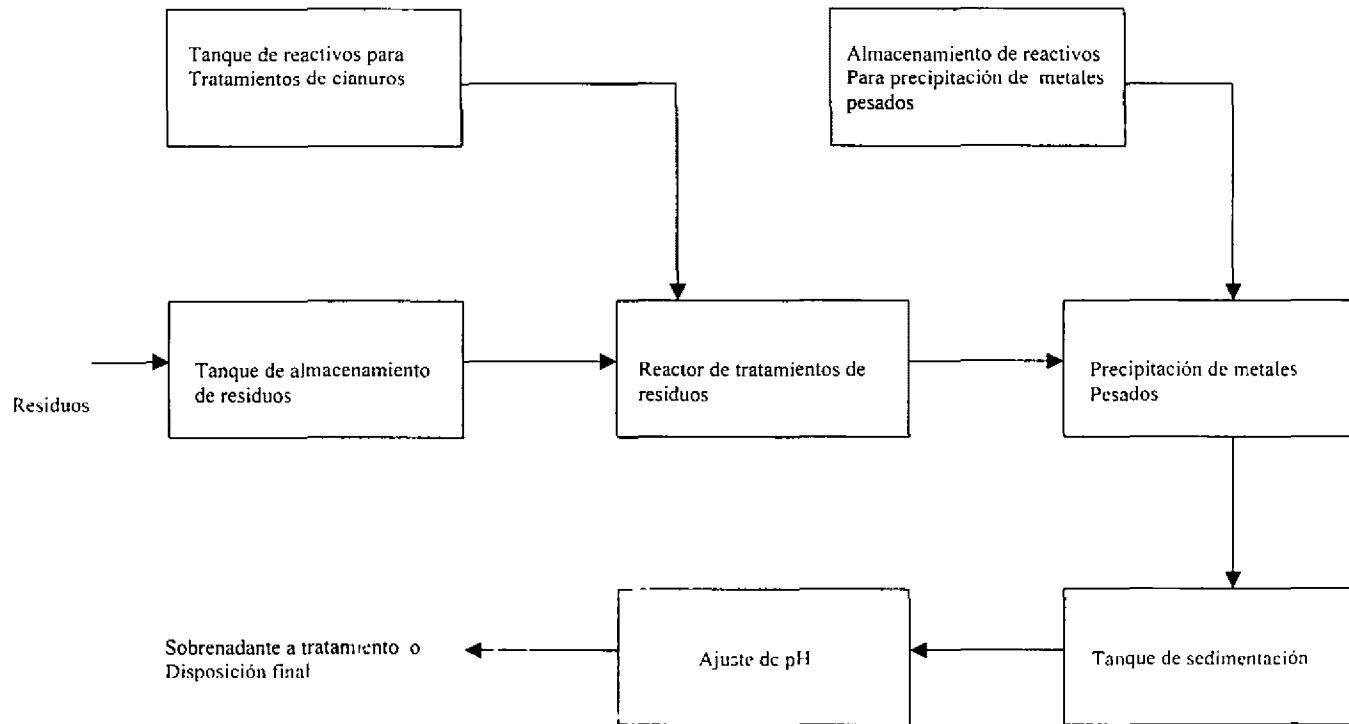 Tanque de reactivos para
Tratamientos de cianuros
Almacenamiento de reactivos
Para precipitación de metales
pesados
Residuos
Tanque de almacenamiento
de residuos
Reactor de tratamientos de
residuos
Precipitación de metales
Pesados
Sobrenadante a tratamiento o
Disposición final
Ajuste de pH
Tanque de sedimentación